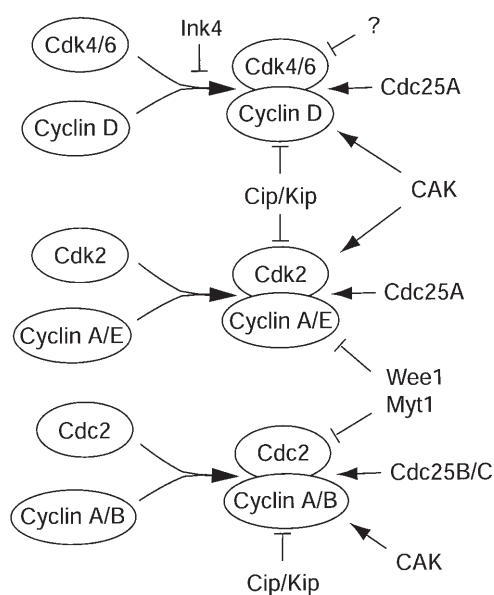 Ink4
?
Cdk4/6
Cdk4/6
Cdc25A
Cyclin D
Cyclin D
Cip/Kip
CAK
Cdk2
Cdk2
Cdc25A
Cyclin A/E
Cyclin A/E
Wee1
Myt1
Cdc2
Cdc2
Cdc25B/C
Cyclin A/B
Cyclin A/B
CAK
Cip/Kip